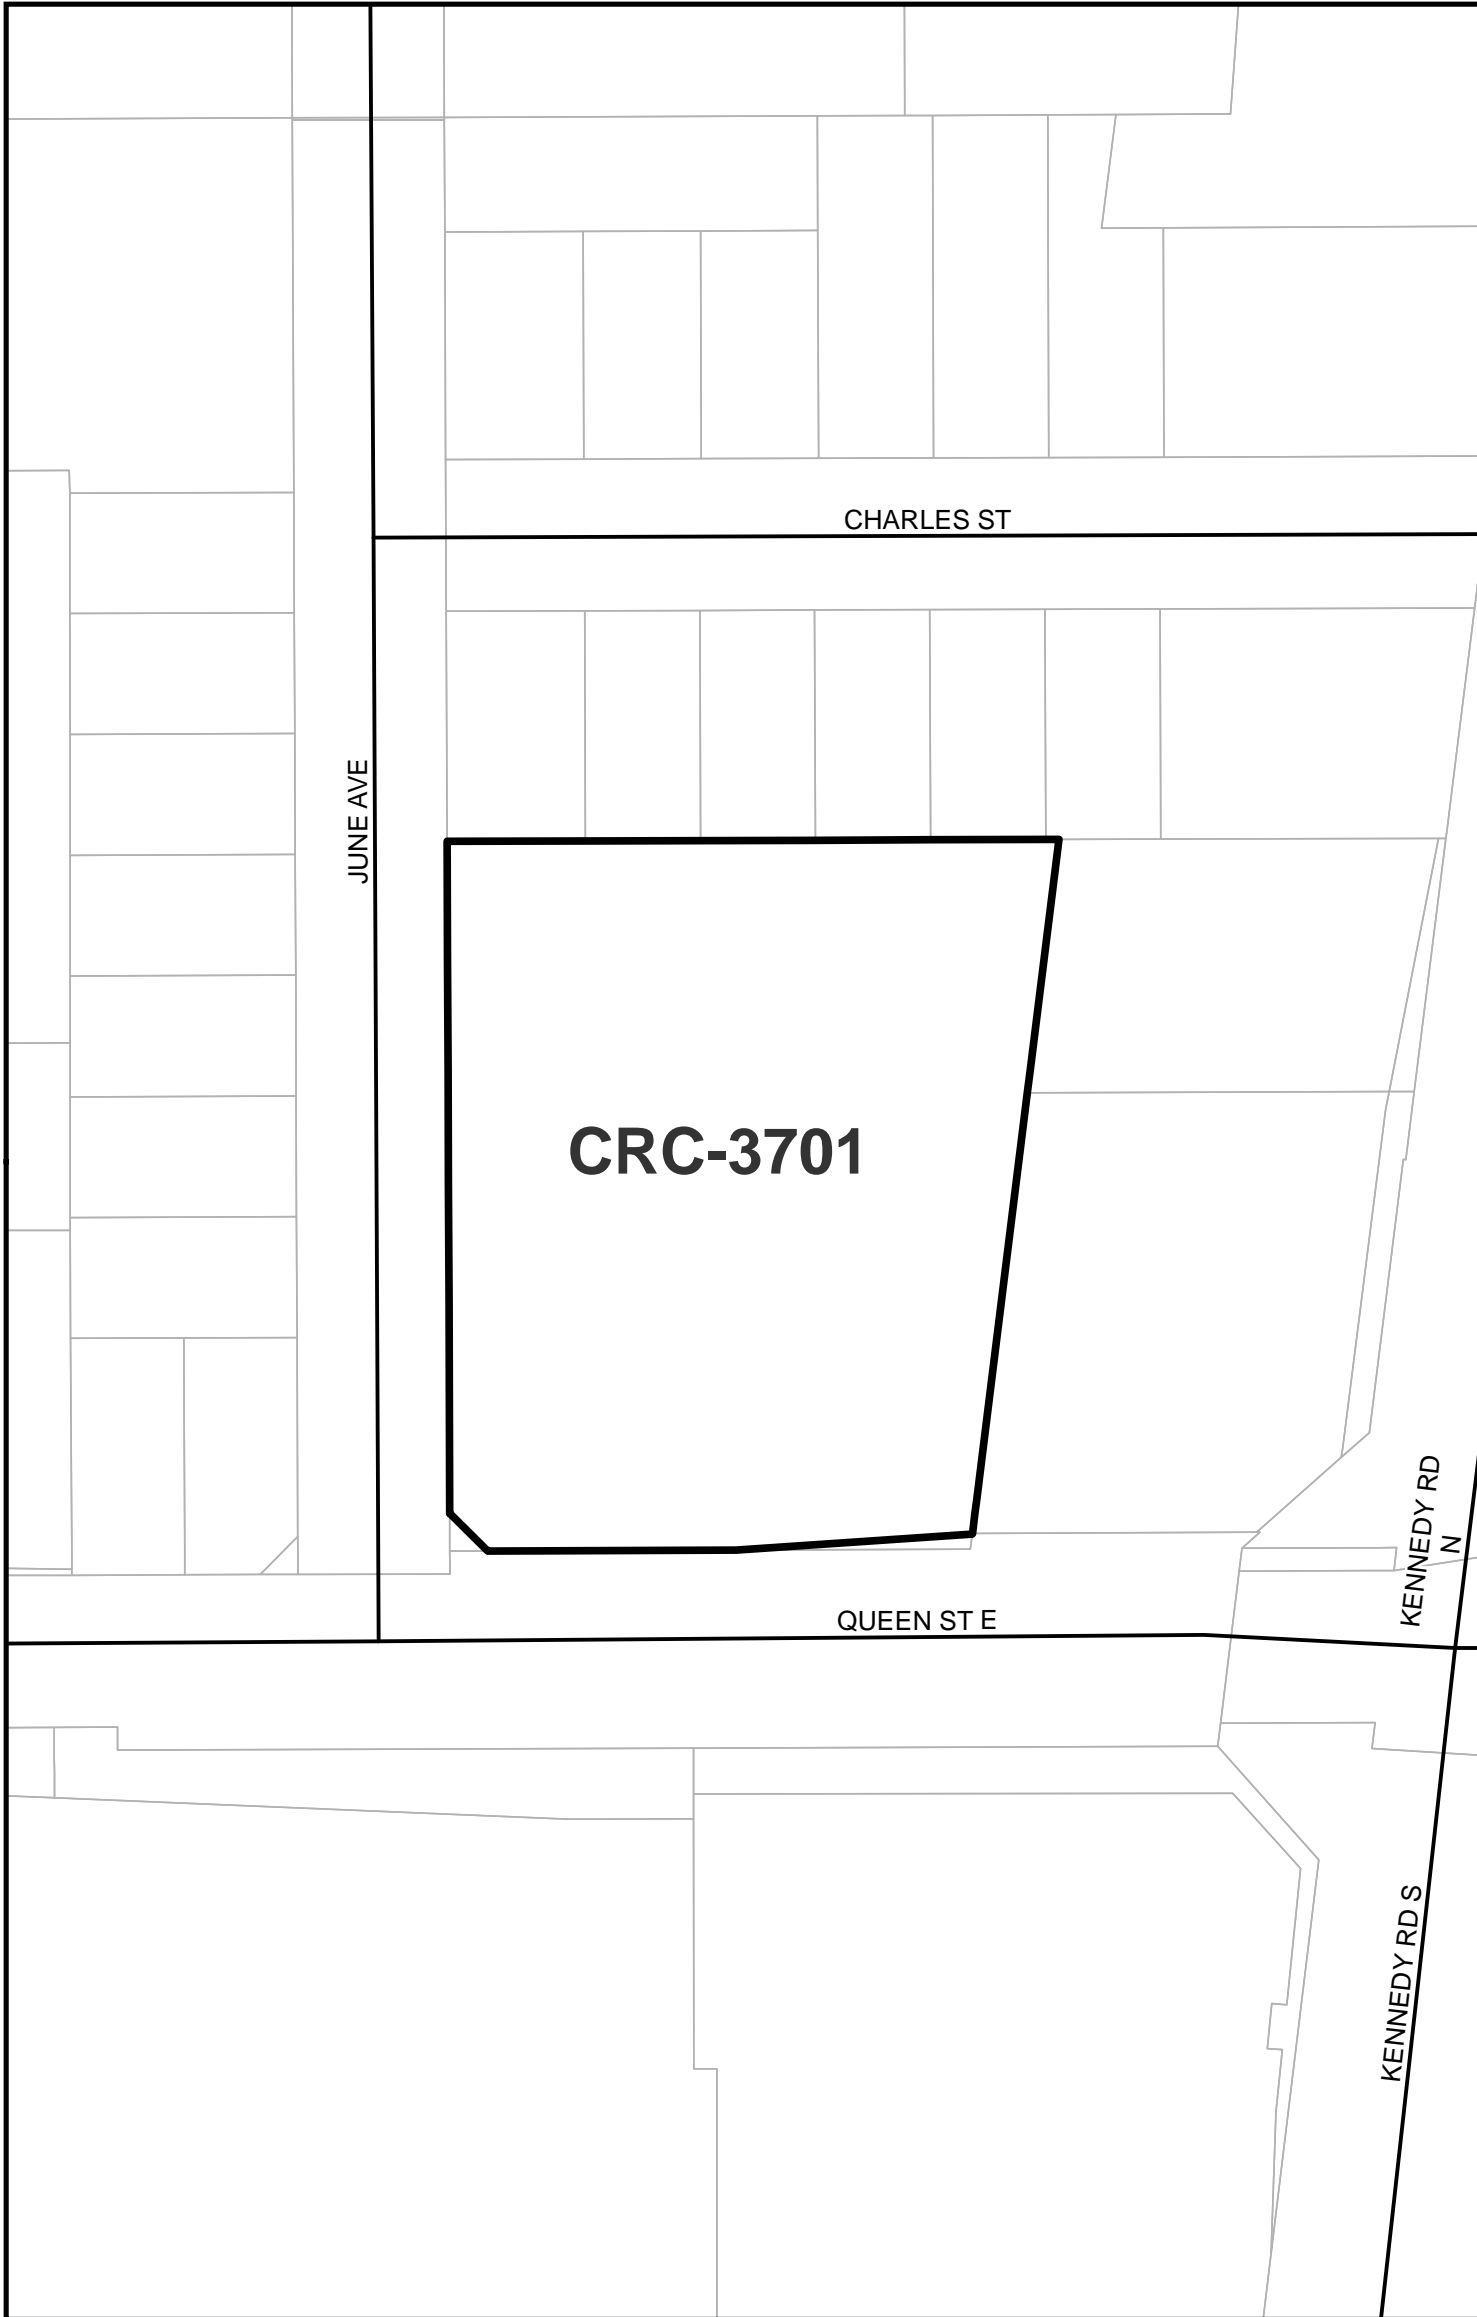 CHARLES ST
JUNE AVE
CRC-3701
KENNEDY RD
N
QUEEN ST E
KENNEDY RD S